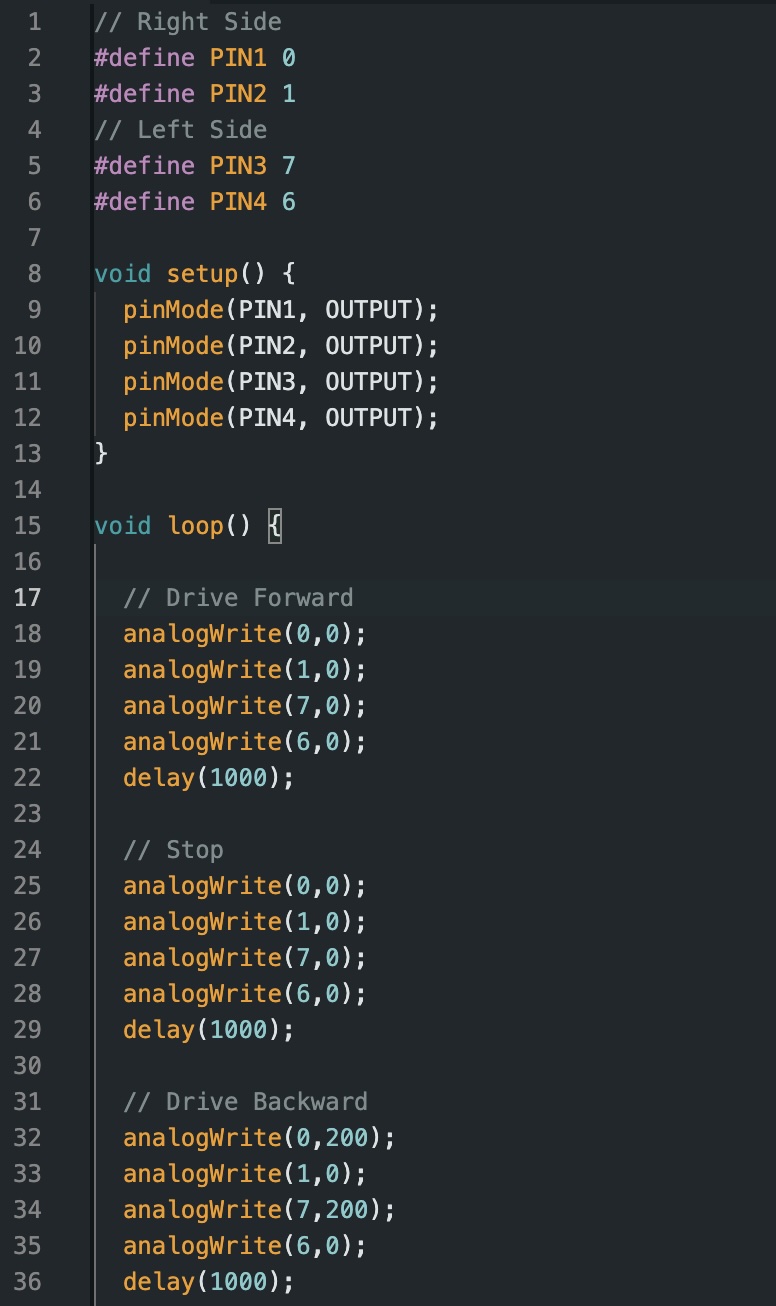 1 // Right Side
2 #define PIN1 0
3 #define PIN2 1
4 // Left Side
5 #define PIN3 7
6 #define PIN4 6
7
8 void setup() {
9   pinMode(PIN1, OUTPUT);
10   pinMode(PIN2, OUTPUT);
11   pinMode(PIN3, OUTPUT);
12   pinMode(PIN4, OUTPUT);
13 }
14
15 void loop() {
16
17   // Drive Forward
18   analogWrite(0,0);
19   analogWrite(1,0);
20   analogWrite(7,0);
21   analogWrite(6,0);
22   delay(1000);
23
24   // Stop
25   analogWrite(0,0);
26   analogWrite(1,0);
27   analogWrite(7,0);
28   analogWrite(6,0);
29   delay(1000);
30
31   // Drive Backward
32   analogWrite(0,200);
33   analogWrite(1,0);
34   analogWrite(7,200);
35   analogWrite(6,0);
36   delay(1000);